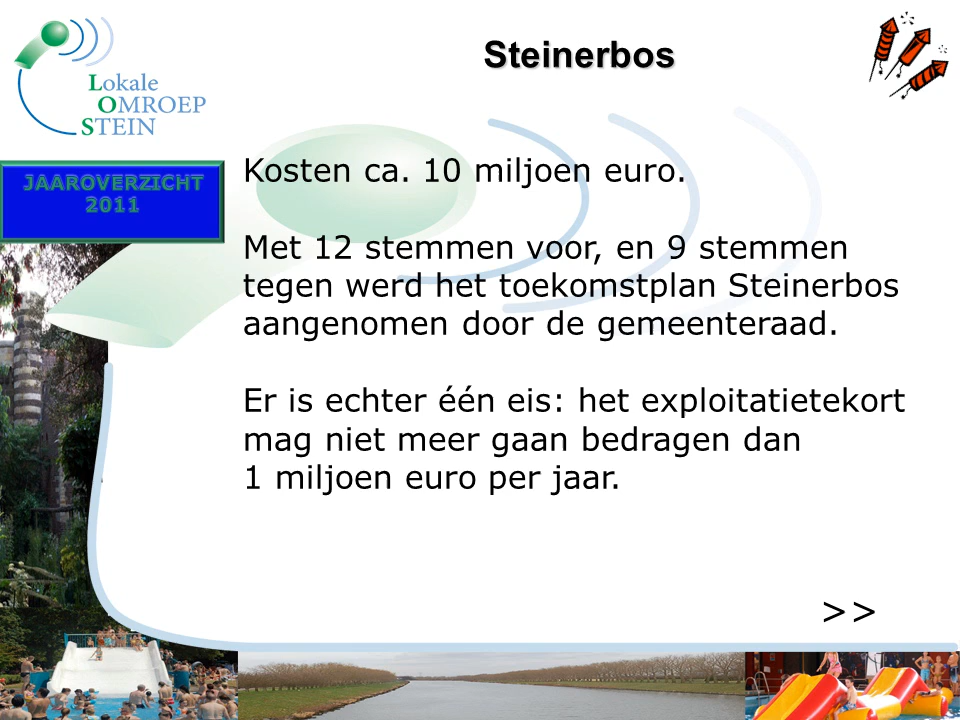 Steinerbos
Lokale
OMROEP
STEIN
JAAROVERZICHT
2011
Kosten ca. 10 miljoen euro.
Met 12 stemmen voor, en 9 stemmen
tegen werd het toekomstplan Steinerbos
aangenomen door de gemeenteraad.
Er is echter één eis: het exploitatietekort
mag niet meer gaan bedragen dan
1 miljoen euro per jaar.
>>